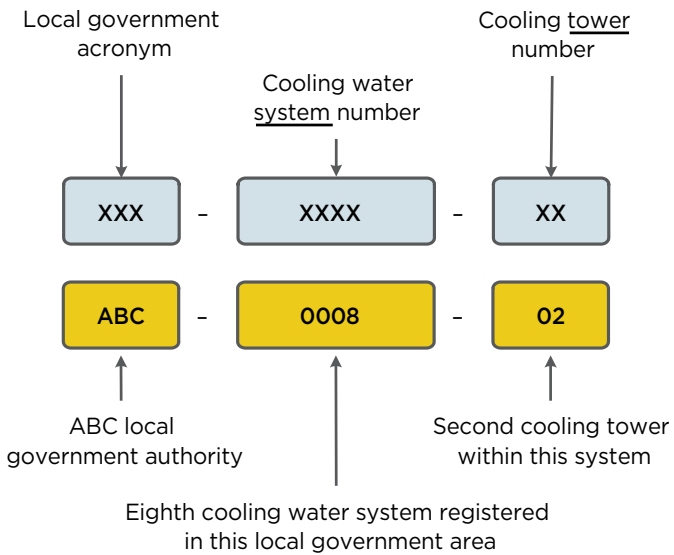 Local government
acronym
Cooling water
system number
Cooling tower
number
XXX - XXXX - XX
ABC - 0008 - 02
ABC local
government authority
Second cooling tower
within this system
Eighth cooling water system registered
in this local government area